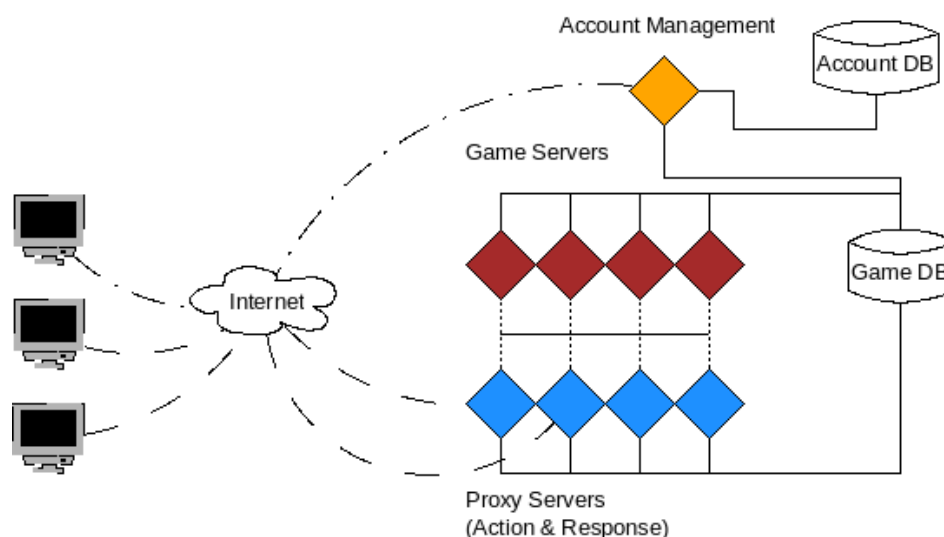 Account Management
Account DB
Game Servers
Internet
Game DB
Proxy Servers
(Action & Response)